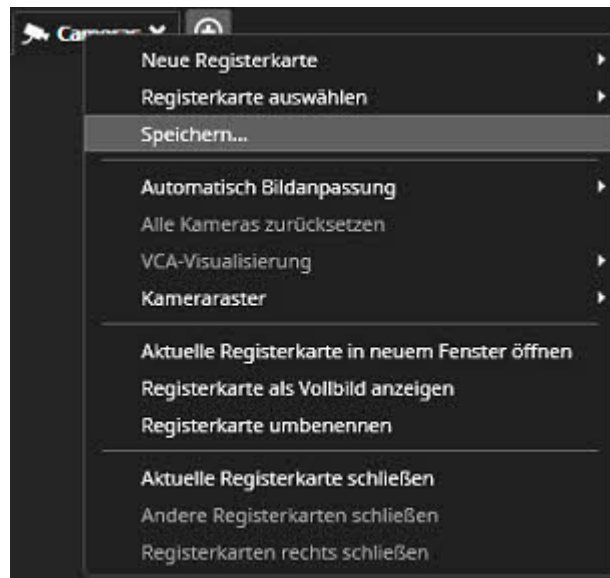 Cameras
Neue Registerkarte
Registerkarte auswählen
Speichern...
Automatisch Bildanpassung
Alle Kameras zurücksetzen
VCA-Visualisierung
Kameraraster
Aktuelle Registerkarte in neuem Fenster öffnen
Registerkarte als Vollbild anzeigen
Registerkarte umbenennen
Aktuelle Registerkarte schließen
Andere Registerkarten schließen
Registerkarten rechts schließen